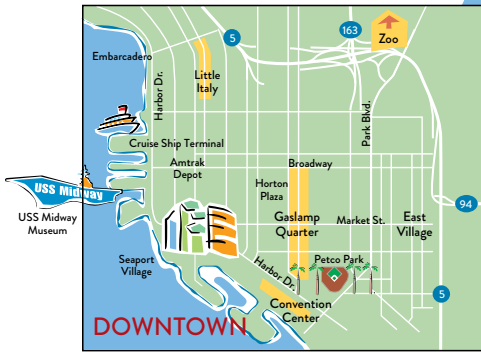 5
163
Zoo
Embarcadero
Little
Italy
Harbor Dr.
Park Blvd.
Cruise Ship Terminal
Amtrak
Depot
Broadway
USS Midway
USS Midway
Museum
Horton
Plaza
Gaslamp
Quarter
Market St.
East
Village
94
Seaport
Village
Harbor Dr.
Petco Park
5
Convention
Center
DOWNTOWN